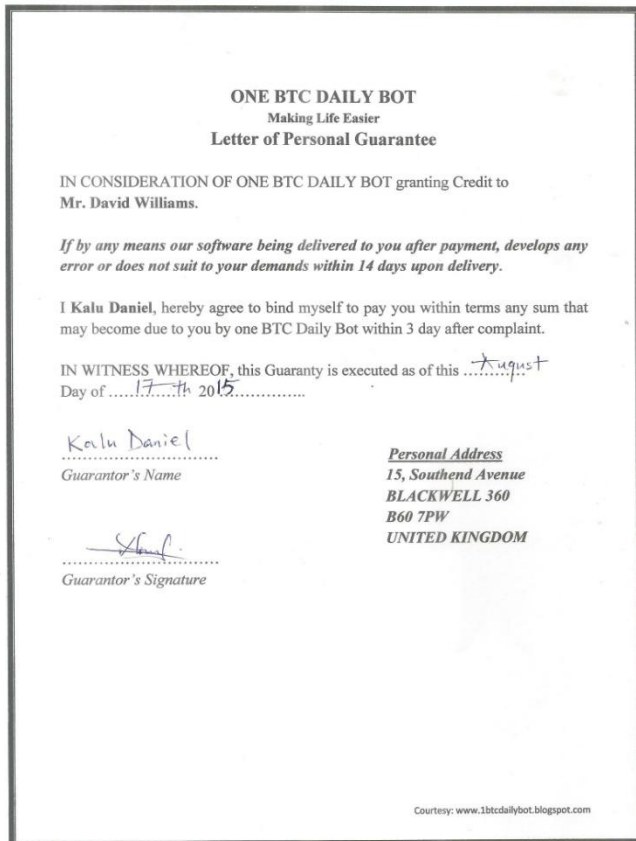 ONE BTC DAILY BOT
Making Life Easier
Letter of Personal Guarantee
IN CONSIDERATION OF ONE BTC DAILY BOT granting Credit to
Mr. David Williams.
If by any means our software being delivered to you after payment, develops any
error or does not suit to your demands within 14 days upon delivery.
I Kalu Daniel, hereby agree to bind myself to pay you within terms any sum that
may become due to you by one BTC Daily Bot within 3 day after complaint.
IN WITNESS WHEREOF, this Guaranty is executed as of this ...August
Day of .....17...th 2015...............
Kalu Daniel
Guarantor's Name
Guarantor's Signature
Personal Address
15, Southend Avenue
BLACKWELL 360
B60 7PW
UNITED KINGDOM
Courtesy: www.1btcdailybot.blogspot.com